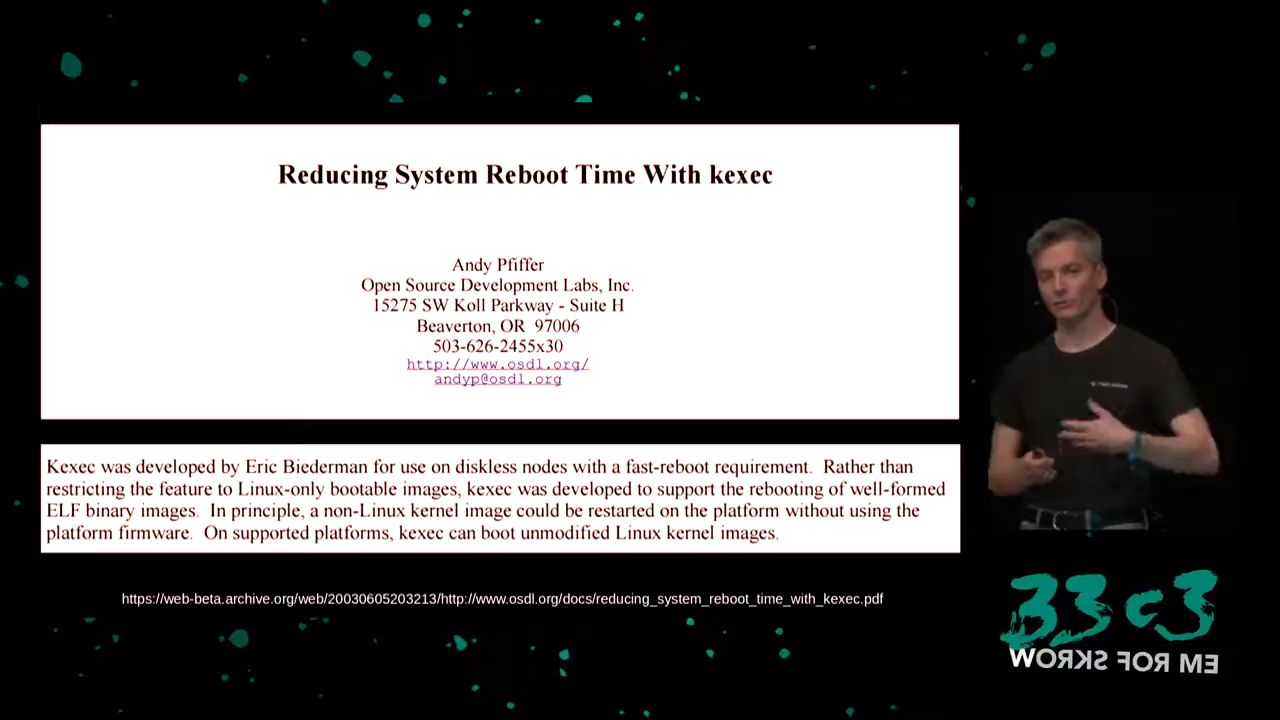 Reducing System Reboot Time With kexec
Andy Pfiffer
Open Source Development Labs, Inc.
15275 SW Koll Parkway - Suite H
Beaverton, OR 97006
503-626-2455x30
http://www.osdl.org/
andyp@osdl.org
Kexec was developed by Eric Biederman for use on diskless nodes with a fast-reboot requirement. Rather than
restricting the feature to Linux-only bootable images, kexec was developed to support the rebooting of well-formed
ELF binary images. In principle, a non-Linux kernel image could be restarted on the platform without using the
platform firmware. On supported platforms, kexec can boot unmodified Linux kernel images.
https://web-beta.archive.org/web/20030605203213/http://www.osdl.org/docs/reducing_system_reboot_time_with_kexec.pdf
33c3
WORKS FOR ME